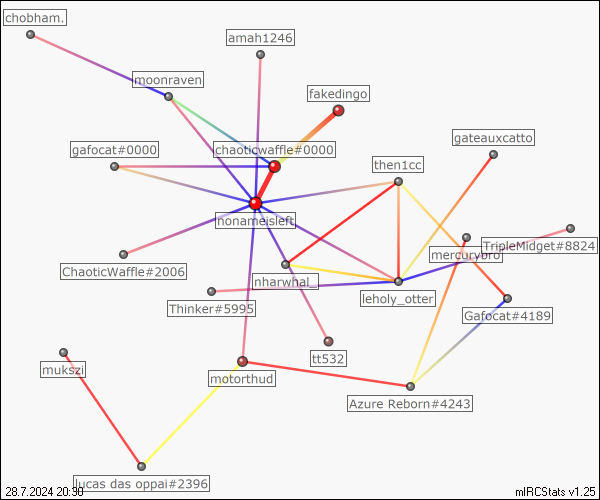 chobham.
amah1246
moonraven
fakedingo
gateauxcatto
gafocat#0000
chaoticwaffle#0000
then1cc
nonameisleft
TripleMidget#8824
mercurybro
ChaoticWaffle#2006
nharwhal_
leholy_otter
Thinker#5995
Gafocat#4189
tt532
mukszi
motorthud
Azure Reborn#4243
lucas das oppai#2396
28.7.2024 20:30
mIRCStats v1.25